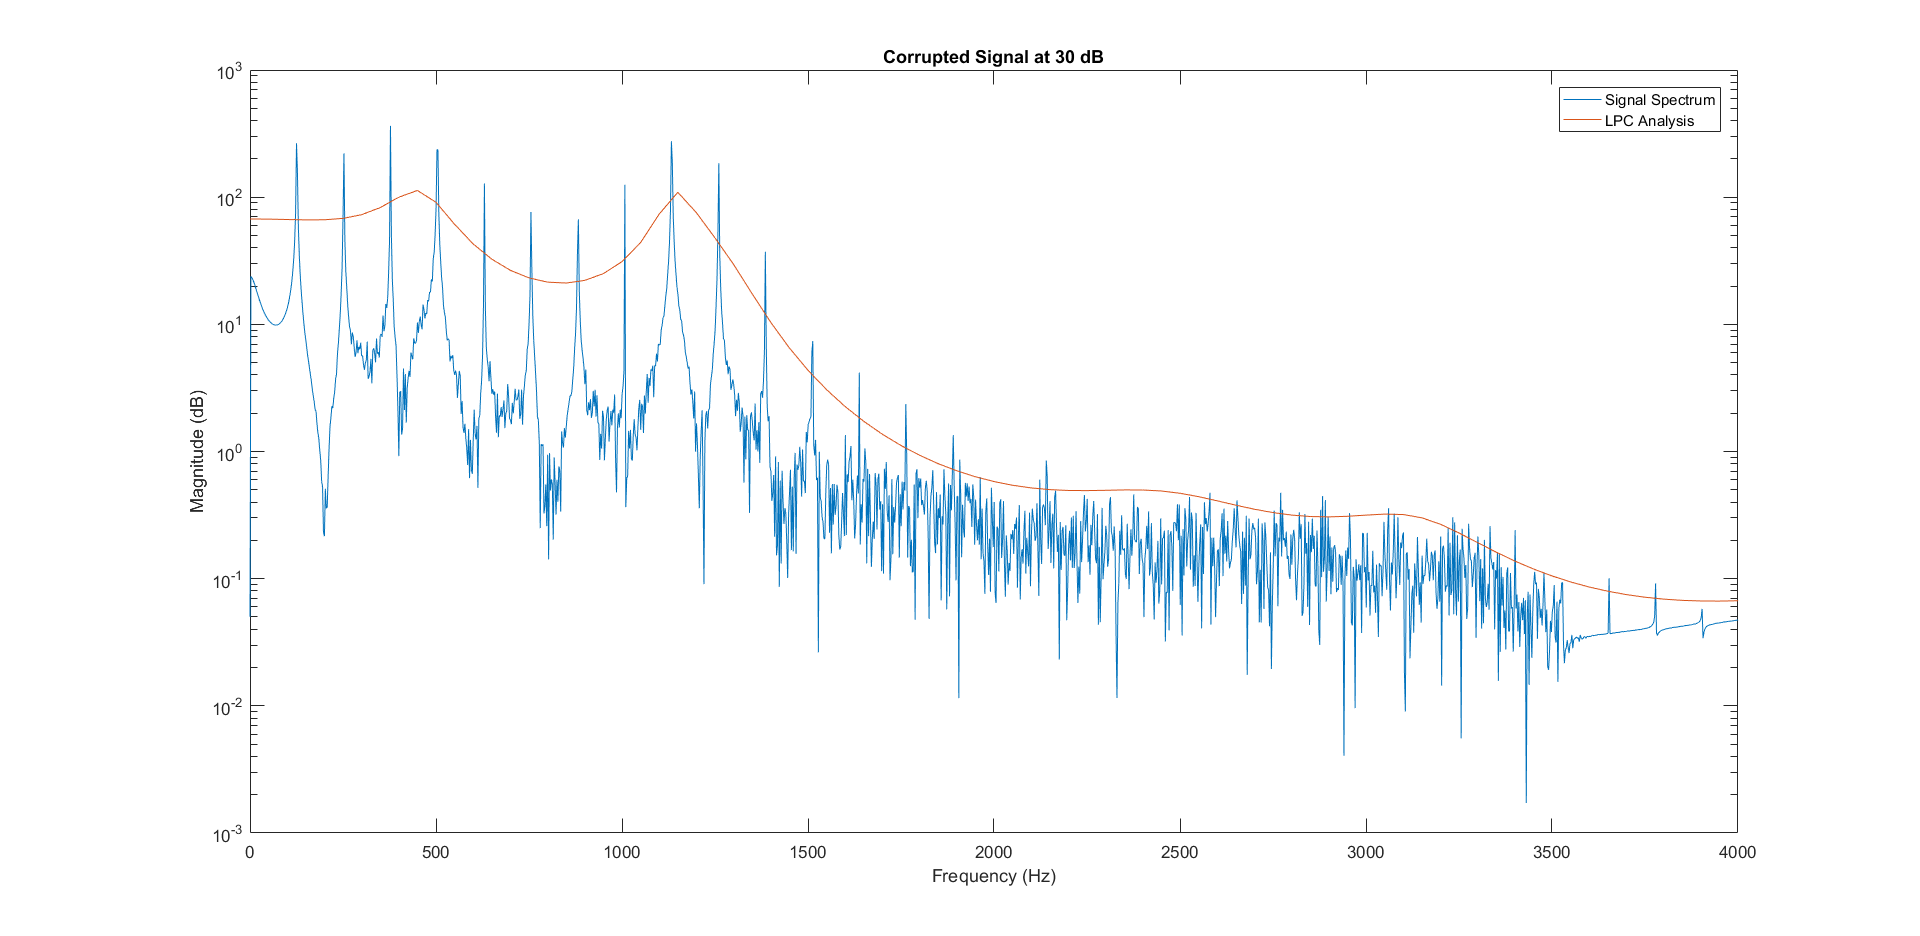 Corrupted Signal at 30 dB
10^3
Signal Spectrum
LPC Analysis
10^2
10^1
Magnitude (dB)
10^0
10^-1
10^-2
10^-3
0 500 1000 1500 2000 2500 3000 3500 4000
Frequency (Hz)